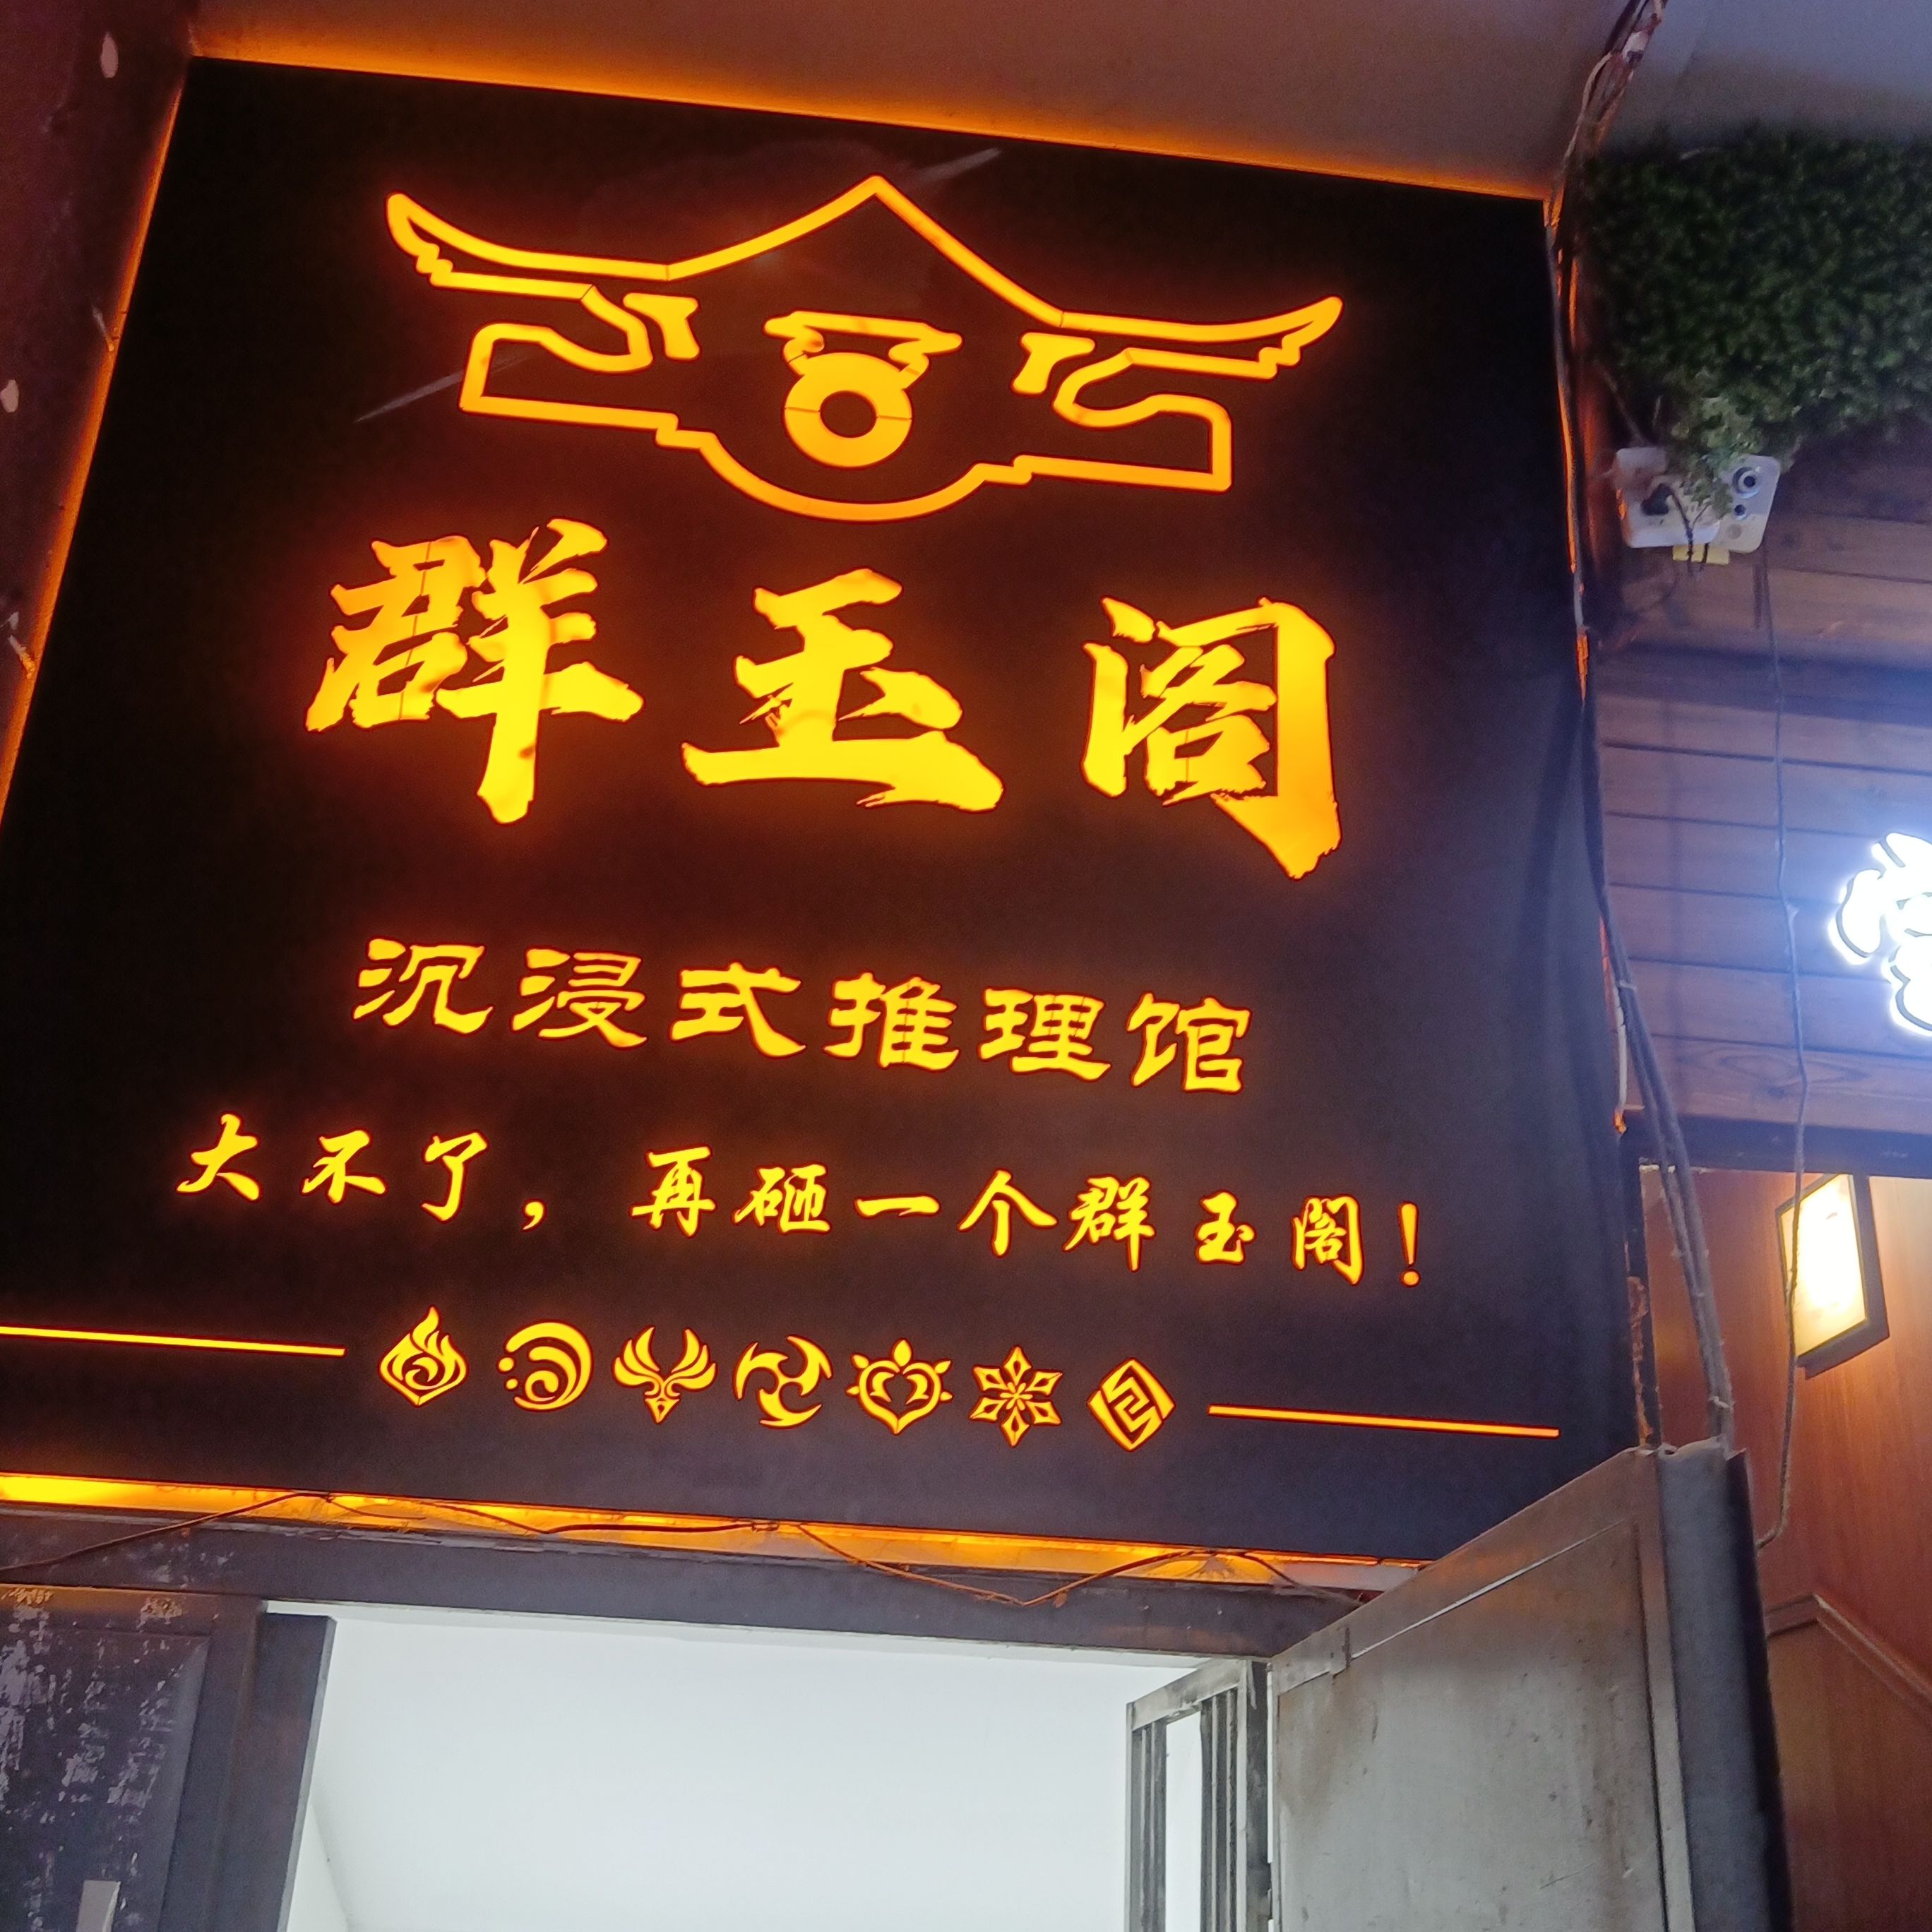 群玉阁
沉浸式推理馆
大不了，再砸一个群玉阁！